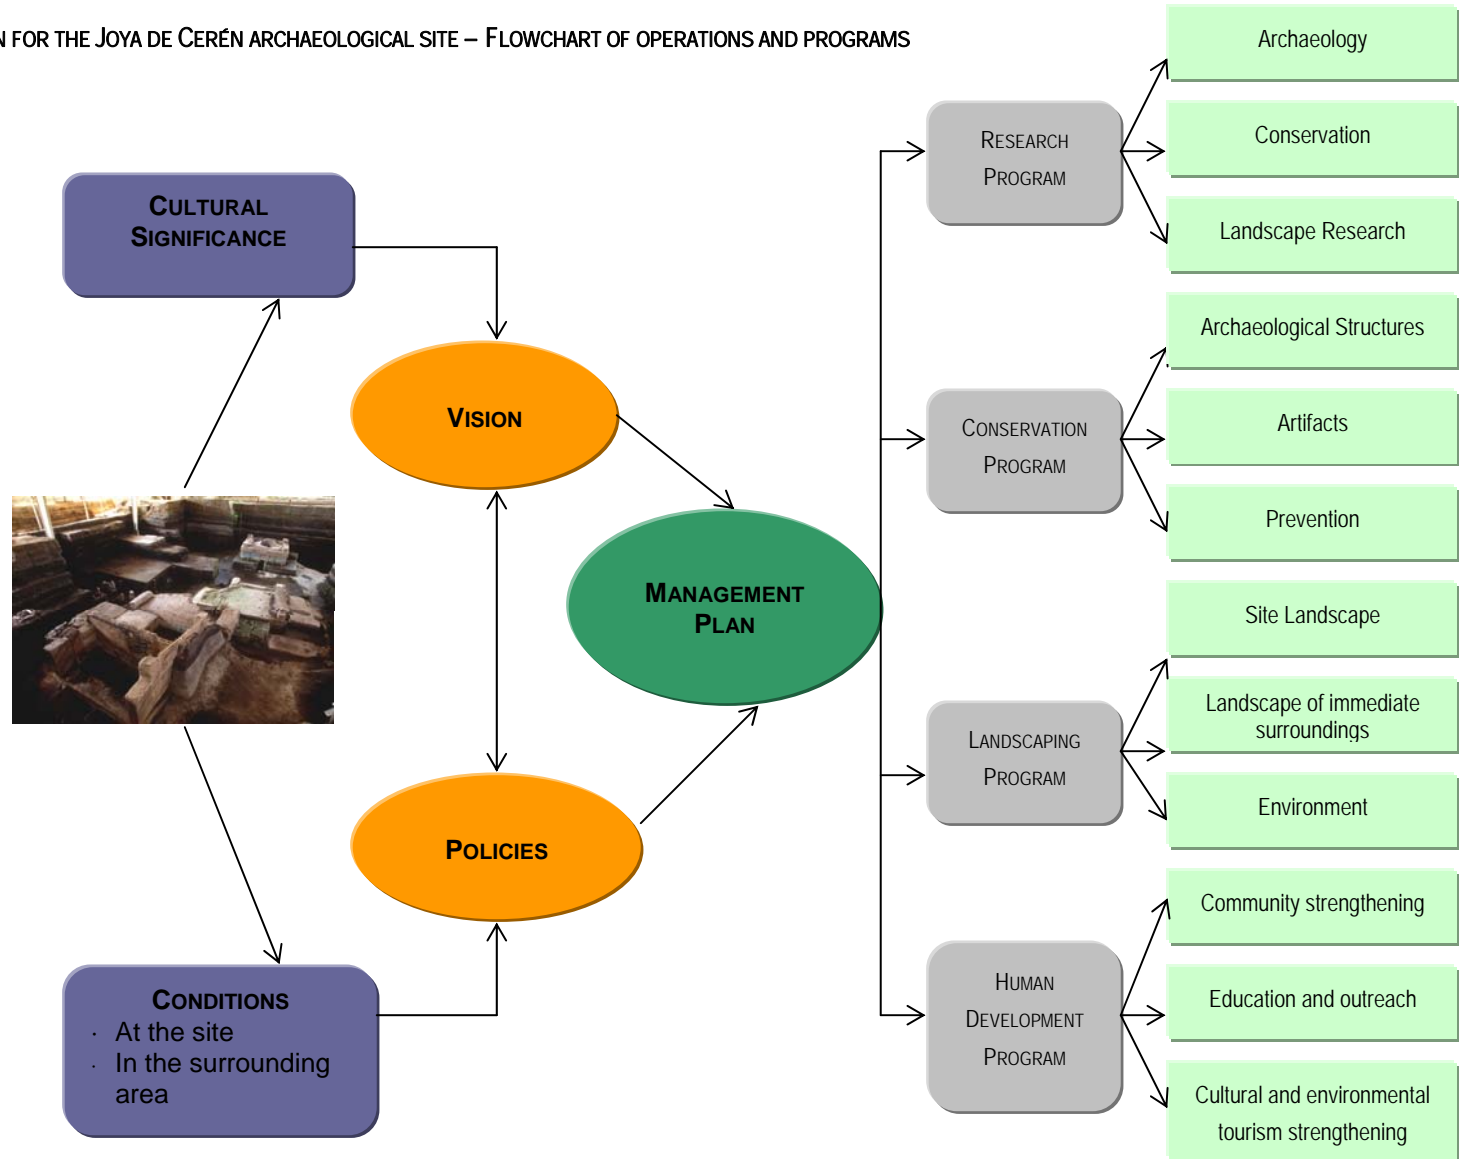 N FOR THE JOYA DE CERÉN ARCHAEOLOGICAL SITE – FLOWCHART OF OPERATIONS AND PROGRAMS
CULTURAL
SIGNIFICANCE
CONDITIONS
· At the site
· In the surrounding
area
VISION
POLICIES
MANAGEMENT
PLAN
RESEARCH
PROGRAM
Archaeology
Conservation
Landscape Research
CONSERVATION
PROGRAM
Archaeological Structures
Artifacts
Prevention
LANDSCAPING
PROGRAM
Site Landscape
Landscape of immediate
surroundings
Environment
HUMAN
DEVELOPMENT
PROGRAM
Community strengthening
Education and outreach
Cultural and environmental
tourism strengthening